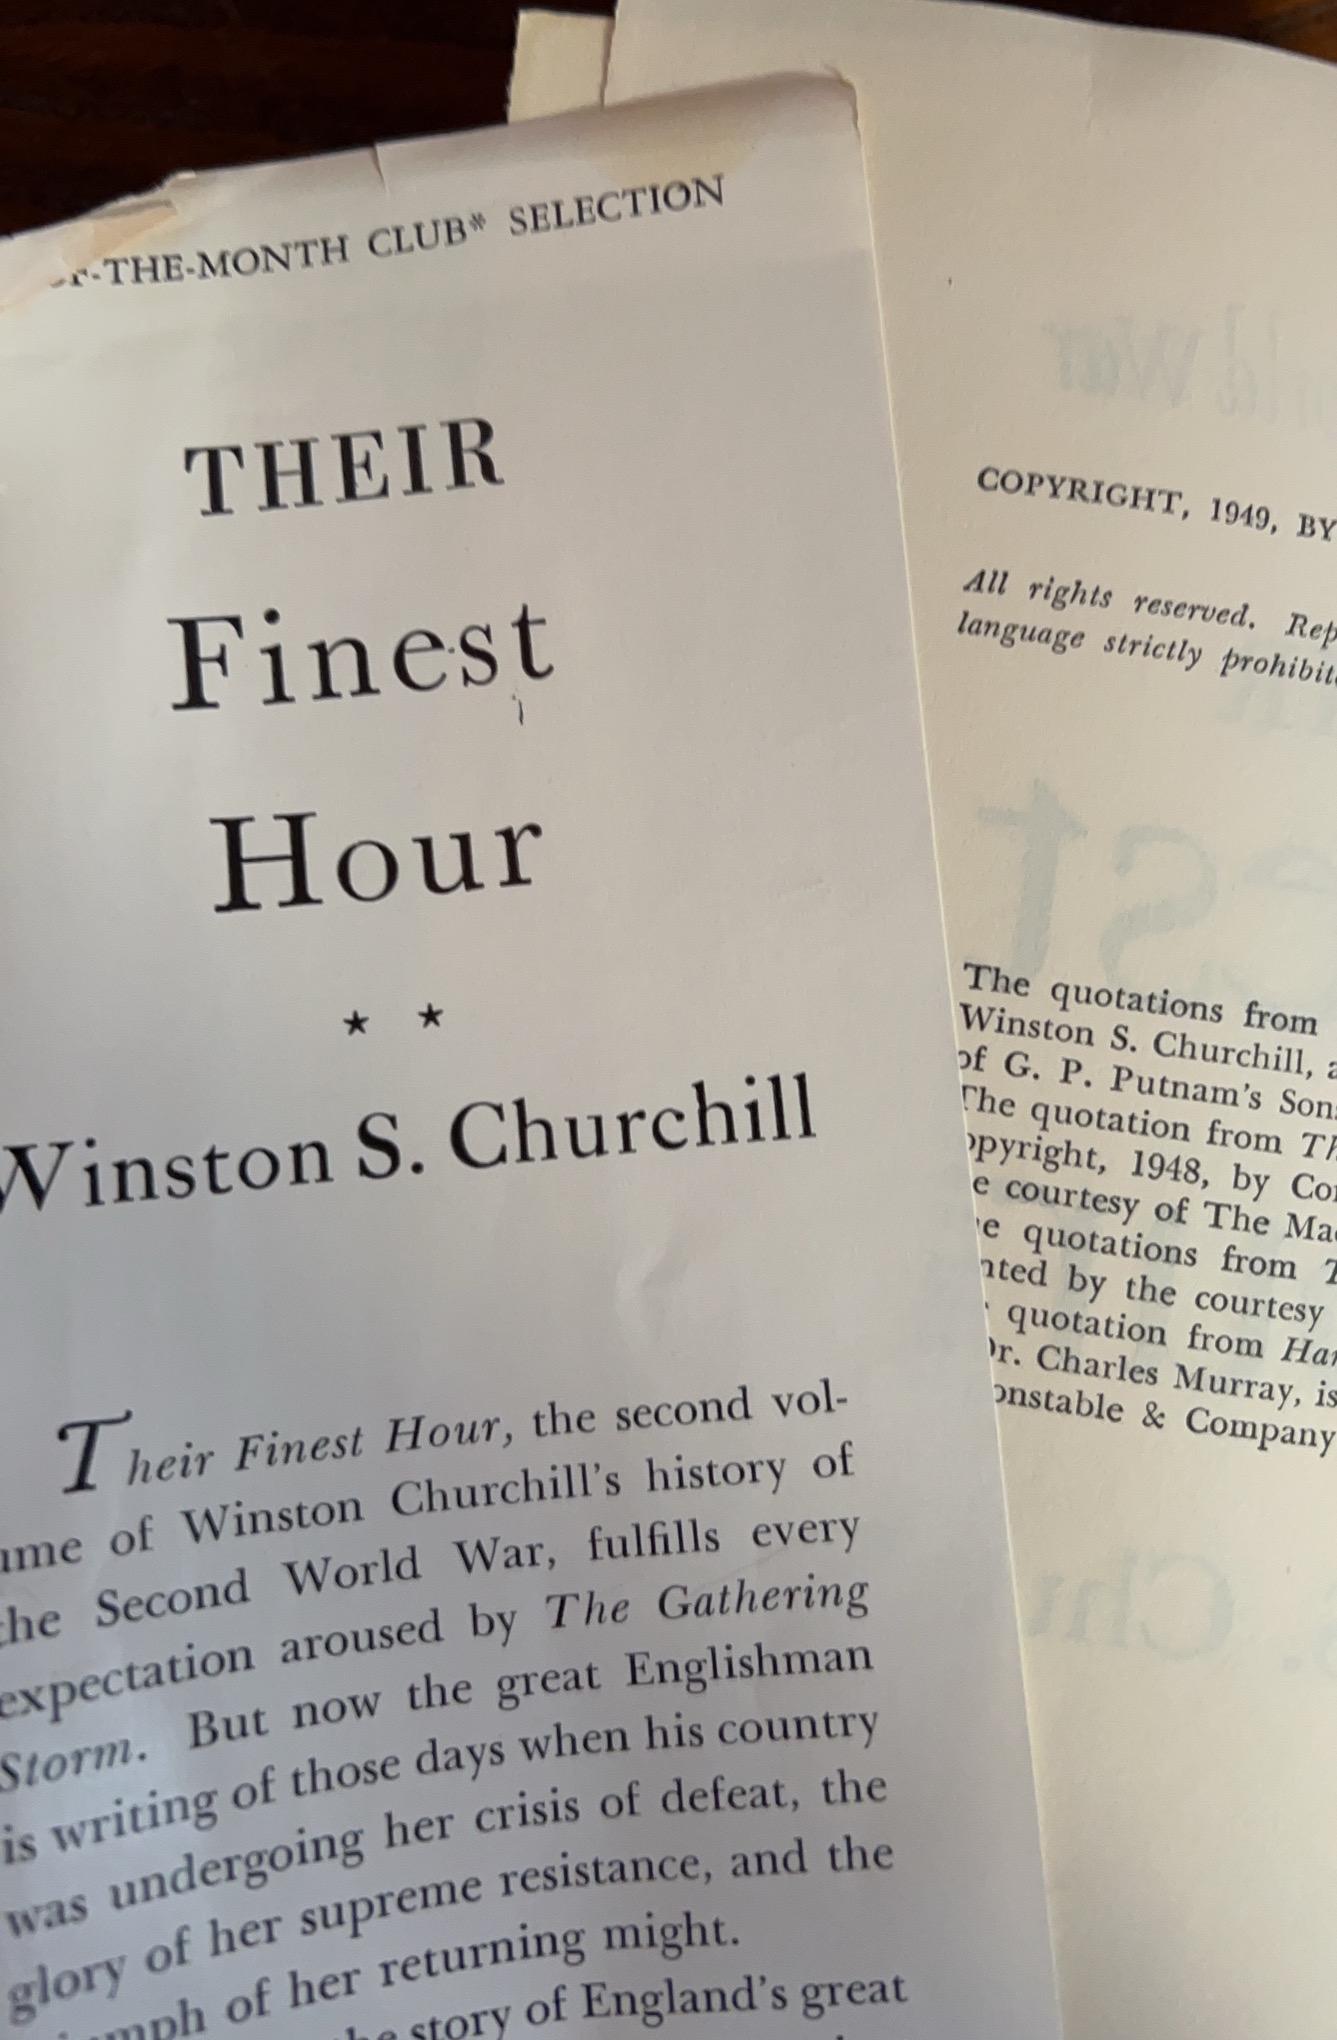 -THE-MONTH CLUB* SELECTION
THEIR
Finest
Hour
★ ★
Winston S. Churchill
Their Finest Hour, the second vol-
ume of Winston Churchill's history of
the Second World War, fulfills every
expectation aroused by The Gathering
Storm. But now the great Englishman
is writing of those days when his country
was undergoing her crisis of defeat, the
glory of her supreme resistance, and the
of her returning might.
story of England's great
COPYRIGHT, 1949, BY
All rights reserved.
language strictly
The quotations from
Winston S. Churchill,
of G. P. Putnam's
The quotation from
1948, by
courtesy of The
quotations from
by the courtesy
quotation from
Dr. Charles Murray, is
& Company